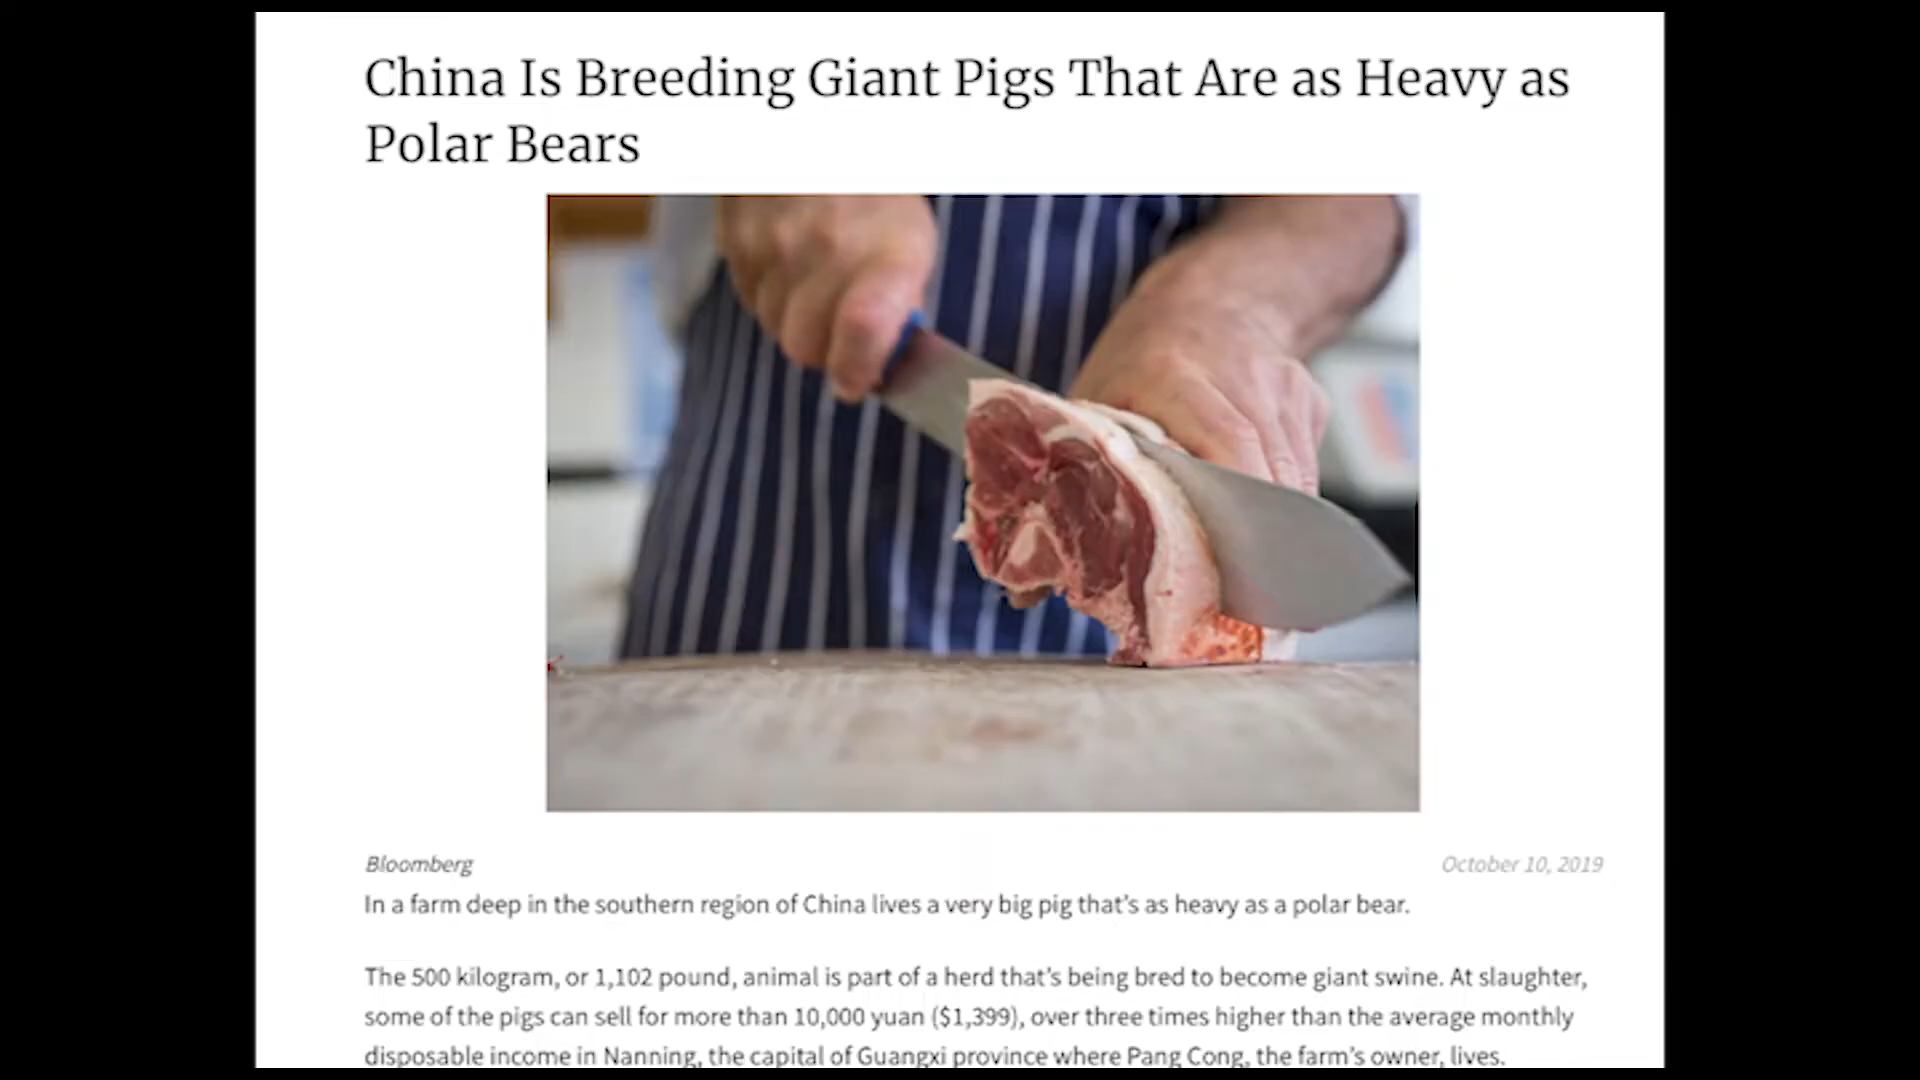 China Is Breeding Giant Pigs That Are as Heavy as
Polar Bears
Bloomberg
October 10, 2019
In a farm deep in the southern region of China lives a very big pig that's as heavy as a polar bear.
The 500 kilogram, or 1,102 pound, animal is part of a herd that's being bred to become giant swine. At slaughter,
some of the pigs can sell for more than 10,000 yuan ($1,399), over three times higher than the average monthly
disposable income in Nanning, the capital of Guangxi province where Pang Cong, the farm's owner, lives.